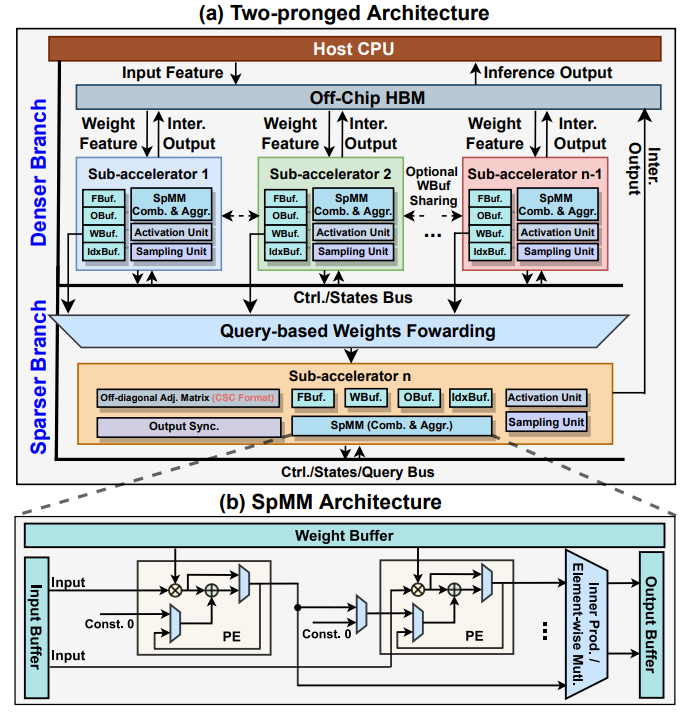 (a) Two-pronged Architecture
Host CPU
Input Feature
Inference Output
Off-Chip HBM
Denser Branch
Weight
Feature
Inter.
Output
Weight
Feature
Inter.
Output
Weight
Feature
Inter.
Output
Inter.
Output
Sub-accelerator 1
FBuf.
OBuf.
WBuf.
IdxBuf.
SpMM
Comb. & Aggr.
Activation Unit
Sampling Unit
Sub-accelerator 2
FBuf.
OBuf.
WBuf.
IdxBuf.
SpMM
Comb. & Aggr.
Activation Unit
Sampling Unit
Optional
WBuf
Sharing
...
Sub-accelerator n-1
FBuf.
OBuf.
WBuf.
IdxBuf.
SpMM
Comb. & Aggr.
Activation Unit
Sampling Unit
Ctrl./States Bus
Sparser Branch
Query-based Weights Fowarding
Sub-accelerator n
Off-diagonal Adj. Matrix (CSC Format)
FBuf.
WBuf.
OBuf.
IdxBuf.
Activation Unit
Output Sync.
SpMM (Comb. & Aggr.)
Sampling Unit
Ctrl./States/Query Bus
(b) SpMM Architecture
Weight Buffer
Input Buffer
Input
Const. 0
Input
PE
Const. 0
PE
...
Inner Prod. /
Element-wise Mutl.
Output Buffer